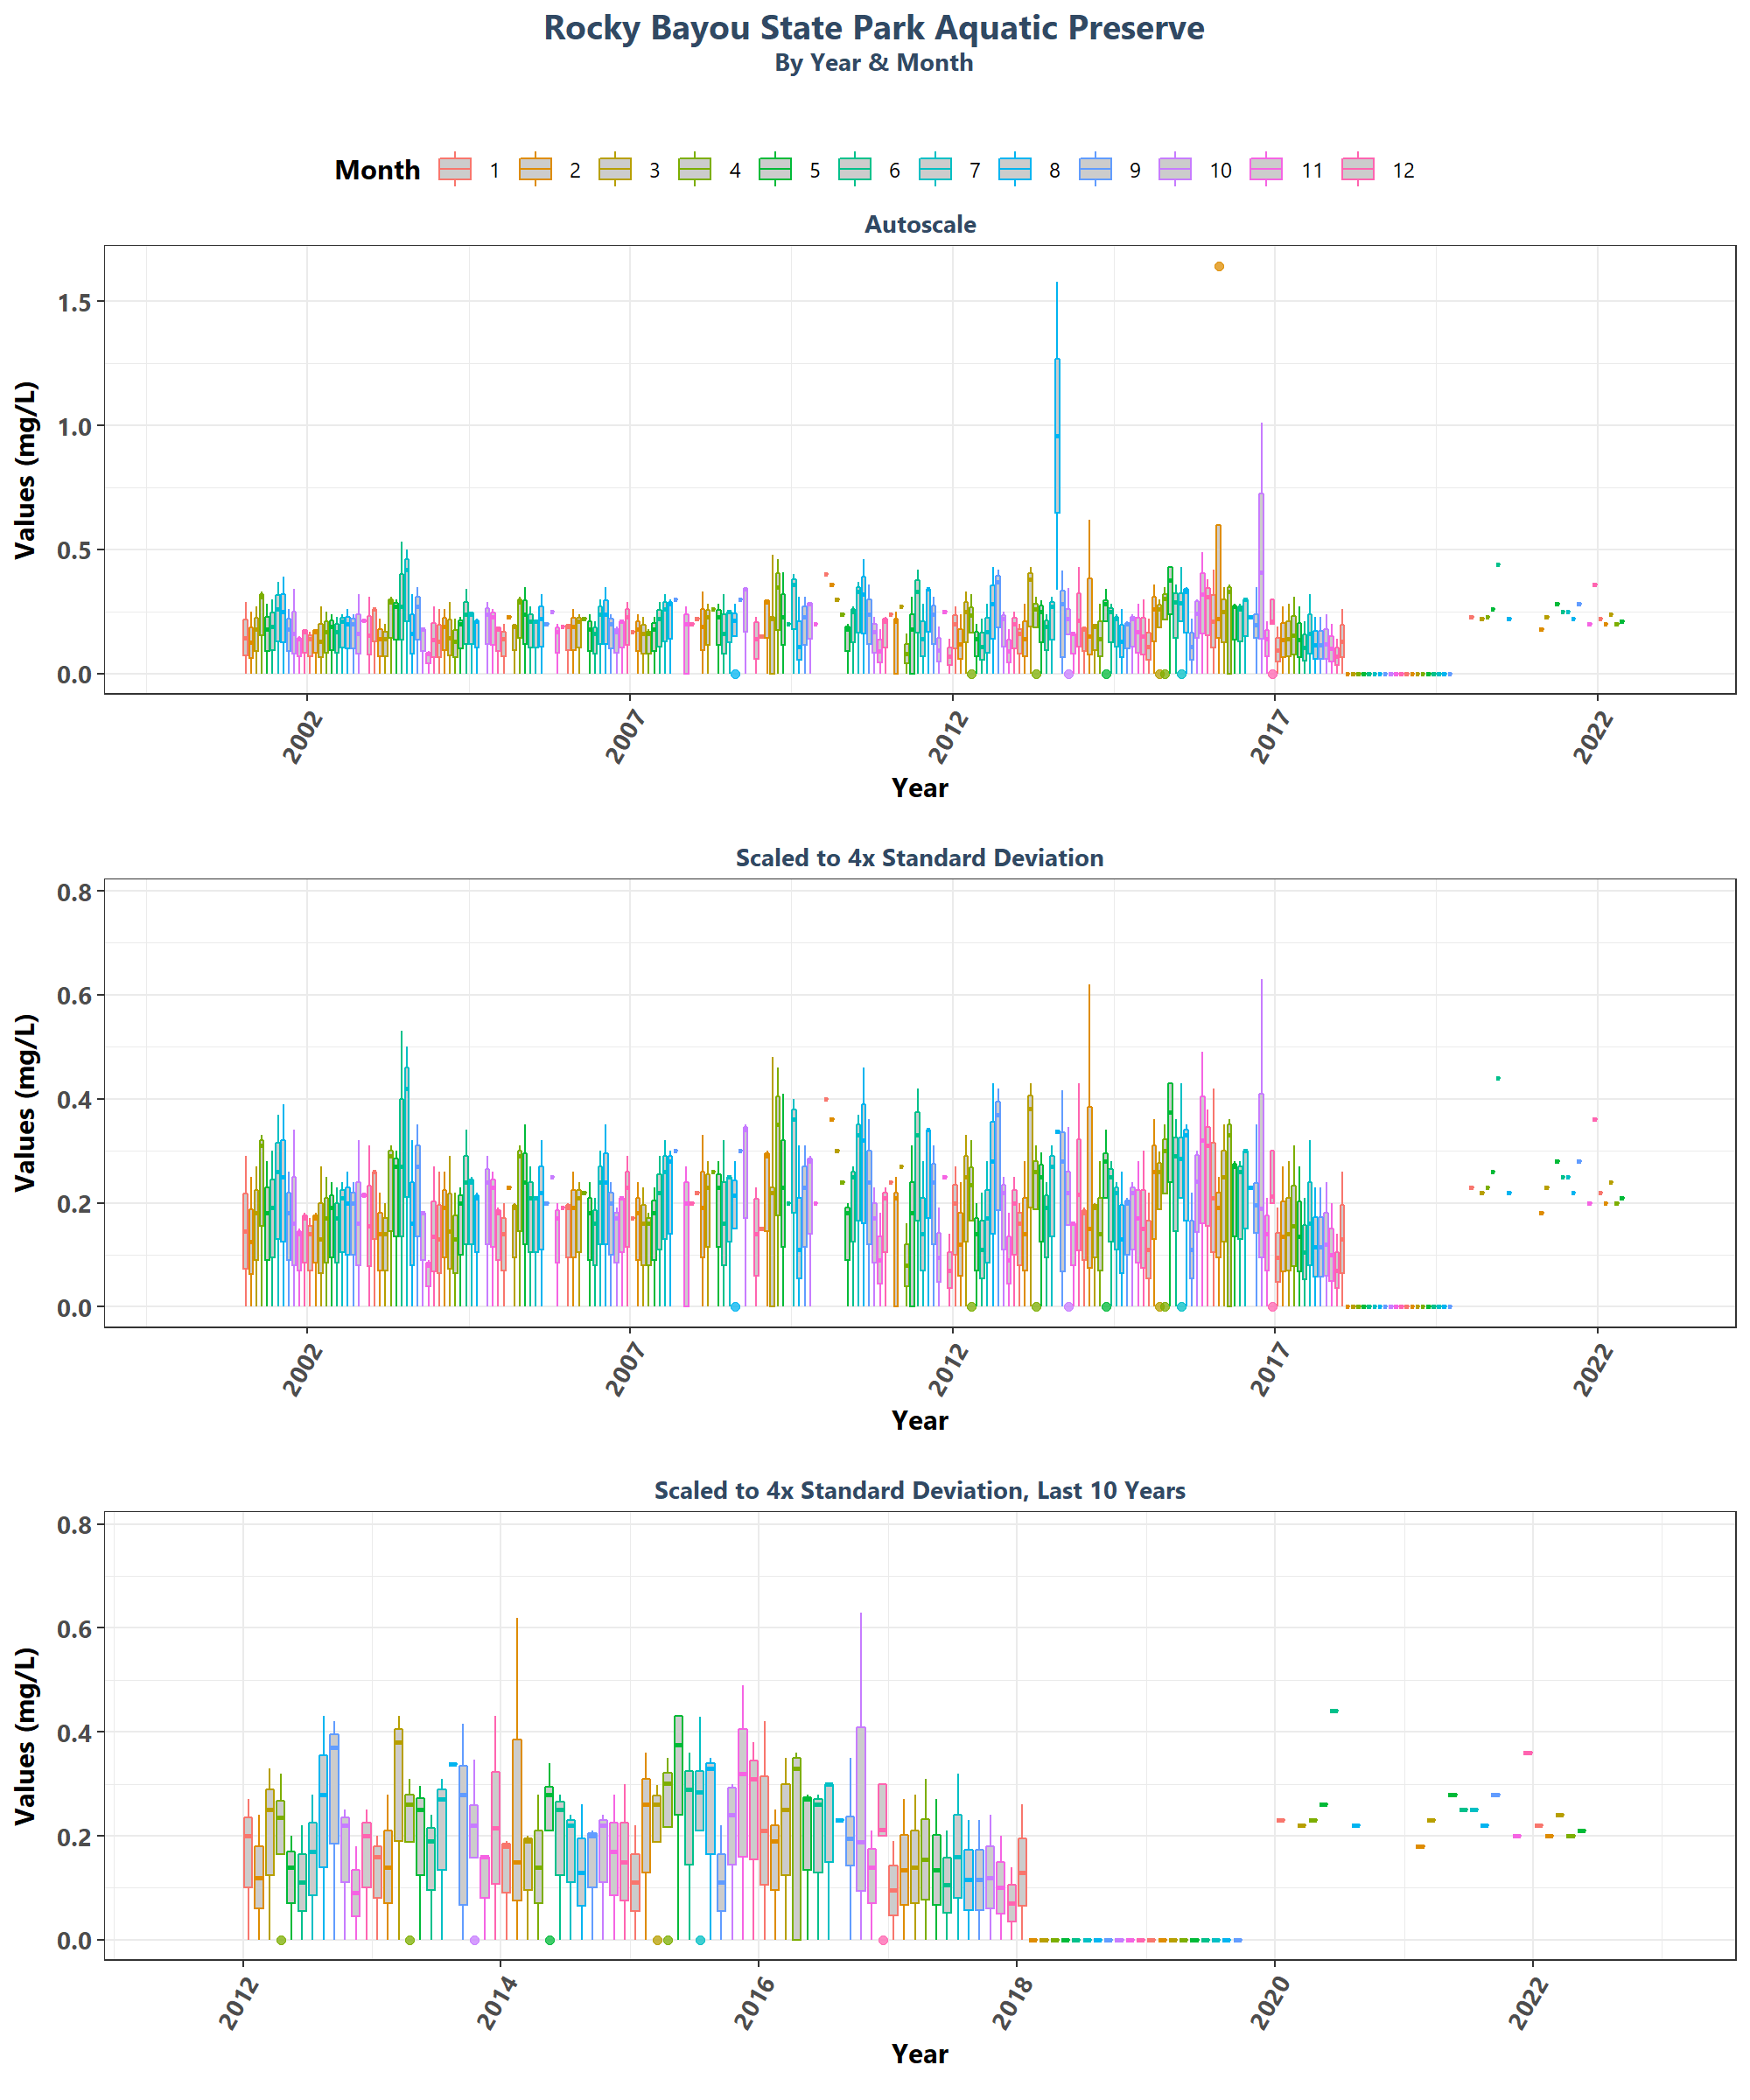 Rocky Bayou State Park Aquatic Preserve
By Year & Month
Month 1 2 3 4 5 6 7 8 9 10 11 12
Autoscale
Values (mg/L)
1.5
1.0
0.5
0.0
2002 2007 2012 2017 2022
Year
Scaled to 4x Standard Deviation
Values (mg/L)
0.8
0.6
0.4
0.2
0.0
2002 2007 2012 2017 2022
Year
Scaled to 4x Standard Deviation, Last 10 Years
Values (mg/L)
0.8
0.6
0.4
0.2
0.0
2012 2014 2016 2018 2020 2022
Year